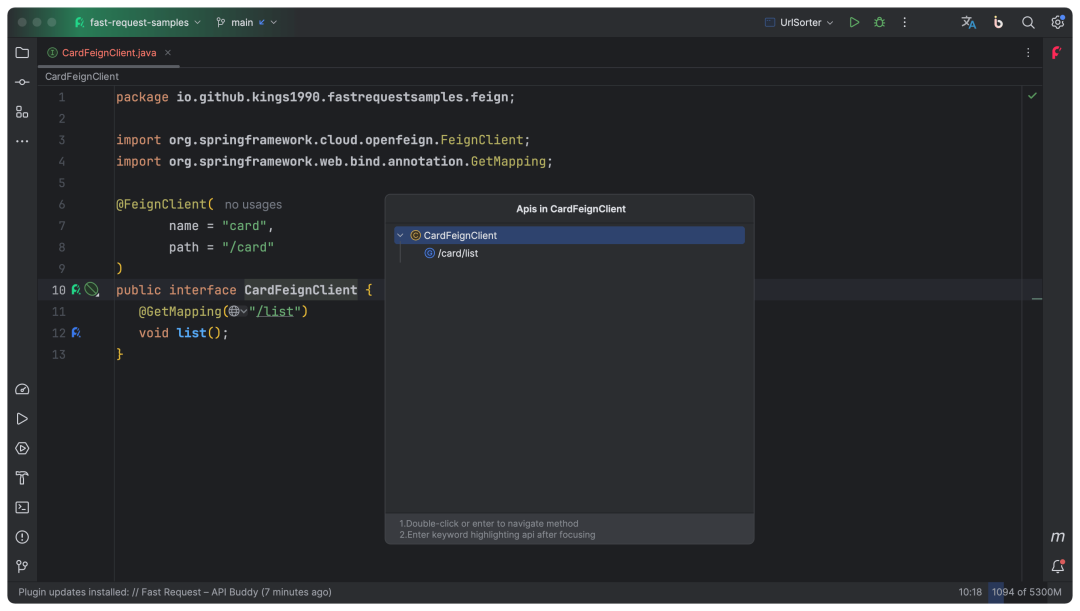 fast-request-samples
main
UrlSorter
CardFeignClient.java
CardFeignClient
1 package io.github.kings1990.fastrequestsamples.feign;
2
3 import org.springframework.cloud.openfeign.FeignClient;
4 import org.springframework.web.bind.annotation.GetMapping;
5
6 @FeignClient( no usages
7 name = "card",
8 path = "/card"
9 )
10 public interface CardFeignClient {
11 @GetMapping("/list")
12 void list();
13 }
Apis in CardFeignClient
CardFeignClient
/card/list
1.Double-click or enter to navigate method
2.Enter keyword highlighting api after focusing
m
Plugin updates installed: // Fast Request – API Buddy (7 minutes ago)
10:18 1094 of 5300M